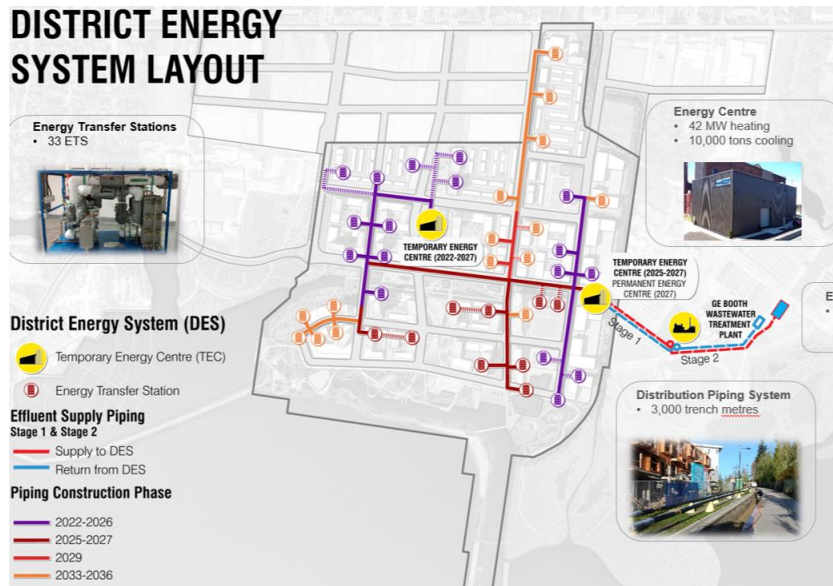 DISTRICT ENERGY
SYSTEM LAYOUT
Energy Transfer Stations
• 33 ETS
Energy Centre
• 42 MW heating
• 10,000 tons cooling
TEMPORARY ENERGY
CENTRE (2022-2027)
TEMPORARY ENERGY
CENTRE (2025-2027)
PERMANENT ENERGY
CENTRE (2027)
GE BOOTH
WASTEWATER
TREATMENT
PLANT
Stage 1
Stage 2
E
•
Distribution Piping System
• 3,000 trench metres
District Energy System (DES)
Temporary Energy Centre (TEC)
Energy Transfer Station
Effluent Supply Piping
Stage 1 & Stage 2
Supply to DES
Return from DES
Piping Construction Phase
2022-2026
2025-2027
2029
2033-2036